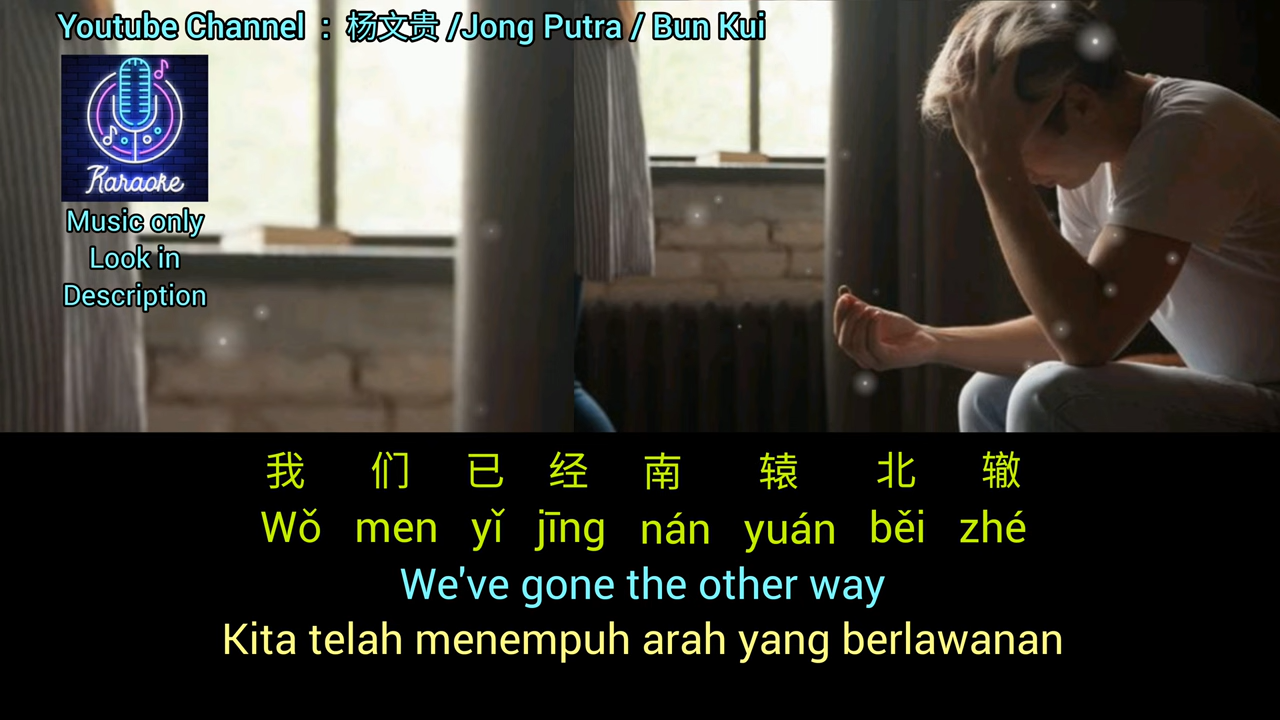 Youtube Channel : 杨文贵 /Jong Putra / Bun Kui
Karaoke
Music only
Look in
Description
我 们 已 经 南 辕 北 辙
Wǒ men yǐ jīng nán yuán běi zhé
We've gone the other way
Kita telah menempuh arah yang berlawanan